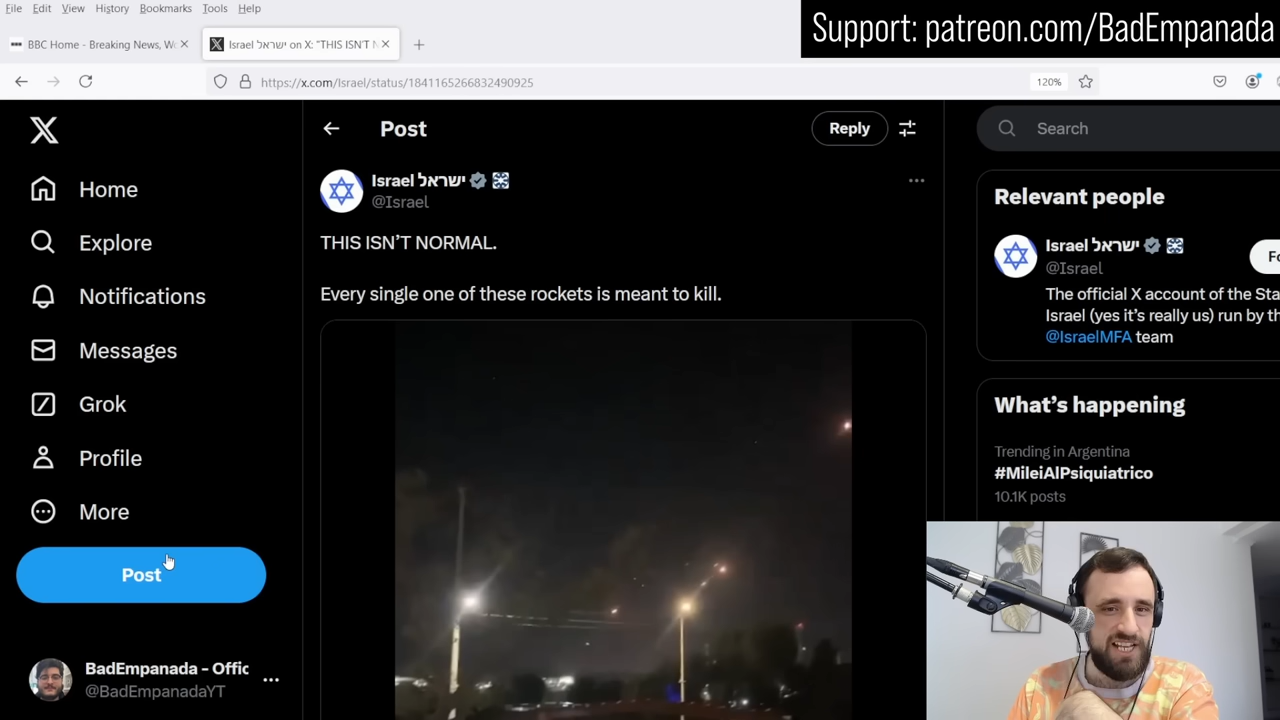 File Edit View History Bookmarks Tools Help
Support: patreon.com/BadEmpanada
BBC Home - Breaking News, W
Israel ישראל on X: "THIS ISN'T N
https://x.com/Israel/status/1841165266832490925
120%
Post
Reply
Search
Home
Explore
Notifications
Messages
Grok
Profile
More
Post
BadEmpanada - Offic
@BadEmpanadaYT
Israel ישראל
@Israel
THIS ISN'T NORMAL.
Every single one of these rockets is meant to kill.
Relevant people
Israel ישראל
@Israel
Fo
The official X account of the Sta
Israel (yes it's really us) run by th
@IsraelMFA team
What's happening
Trending in Argentina
#MileiAlPsiquiatrico
10.1K posts